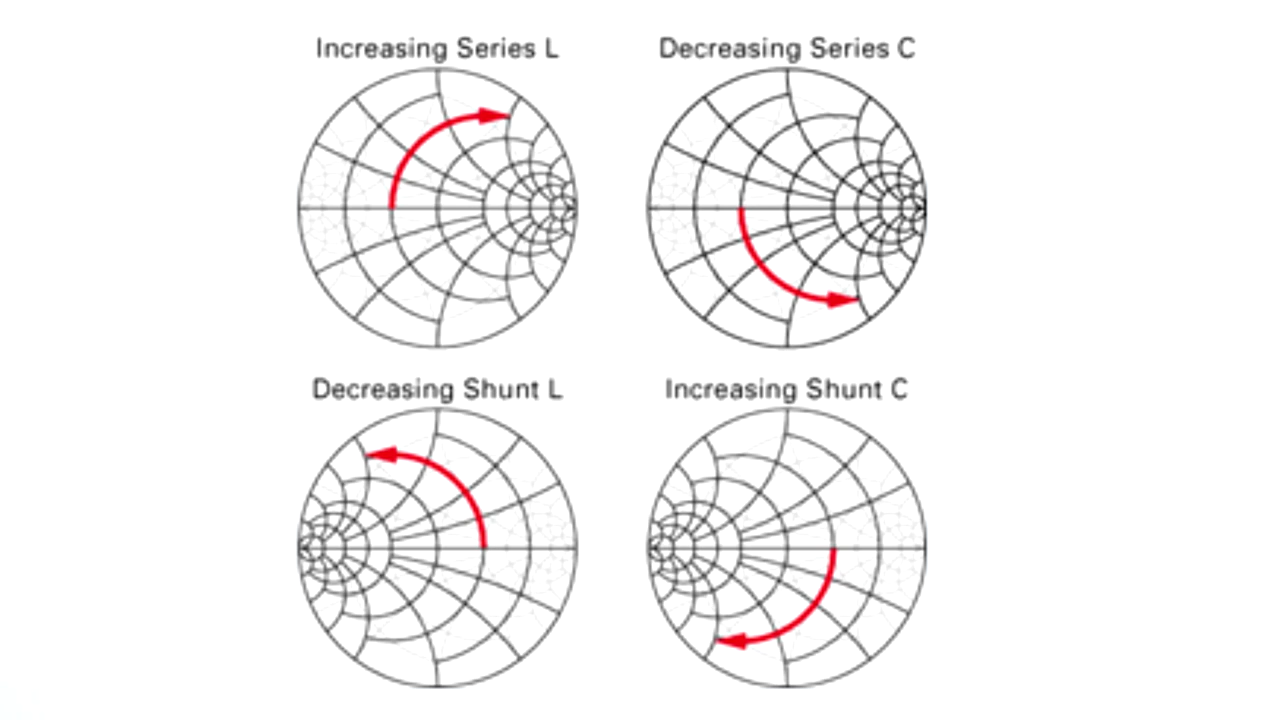 Increasing Series L
Decreasing Series C
Decreasing Shunt L
Increasing Shunt C